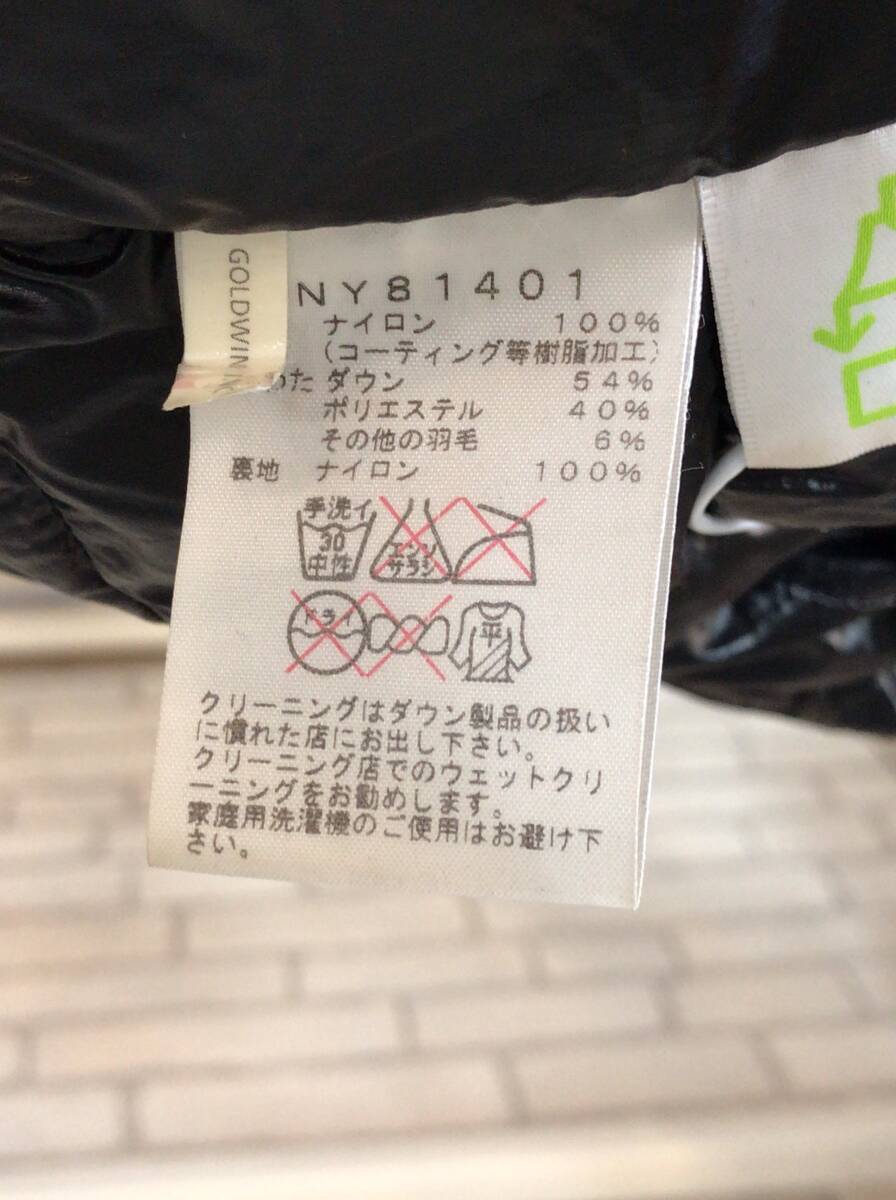 GOLDWIN
NY81401
ナイロン 100%
(コーティング等樹脂加工)
わた ダウン 54%
ポリエステル 40%
その他の羽毛 6%
裏地 ナイロン 100%
手洗イ
30
中性
エンソ
サラシ
ドライ
平
クリーニングはダウン製品の扱い
に慣れた店にお出し下さい。
クリーニング店でのウェットクリ
ーニングをお勧めします。
家庭用洗濯機のご使用はお避け下
さい。